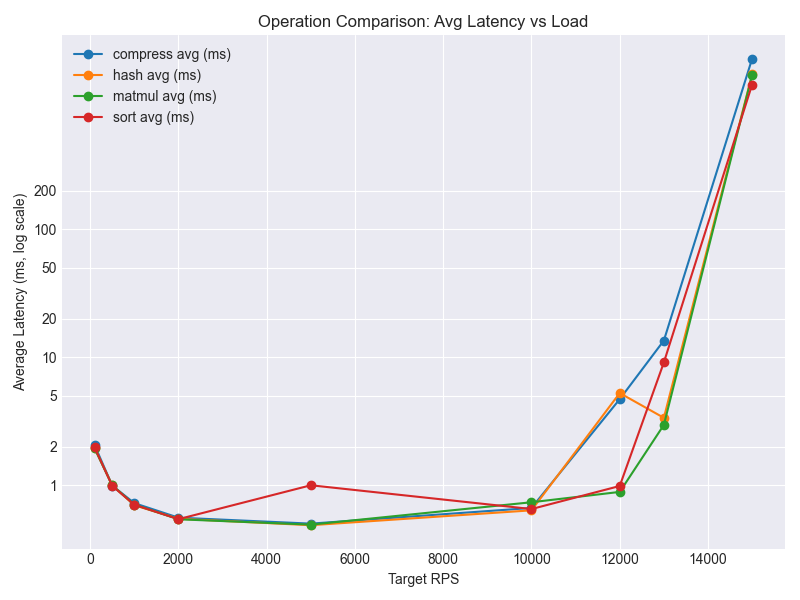 Operation Comparison: Avg Latency vs Load
compress avg (ms)
hash avg (ms)
matmul avg (ms)
sort avg (ms)
Average Latency (ms, log scale)
200
100
50
20
10
5
2
1
0 2000 4000 6000 8000 10000 12000 14000
Target RPS